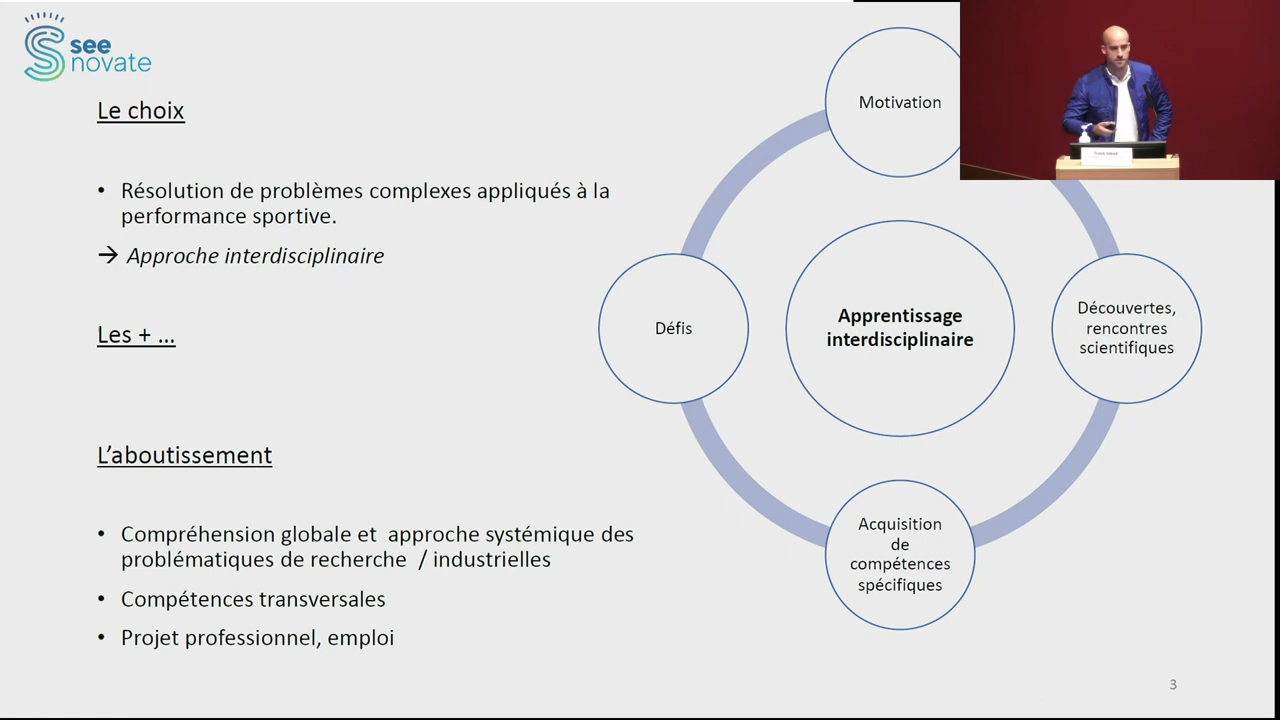 see
novate
Le choix
• Résolution de problèmes complexes appliqués à la
performance sportive.
→ Approche interdisciplinaire
Les + ...
L'aboutissement
• Compréhension globale et approche systémique des
problématiques de recherche / industrielles
• Compétences transversales
• Projet professionnel, emploi
Motivation
Défis
Apprentissage
interdisciplinaire
Découvertes,
rencontres
scientifiques
Acquisition
de
compétences
spécifiques
3